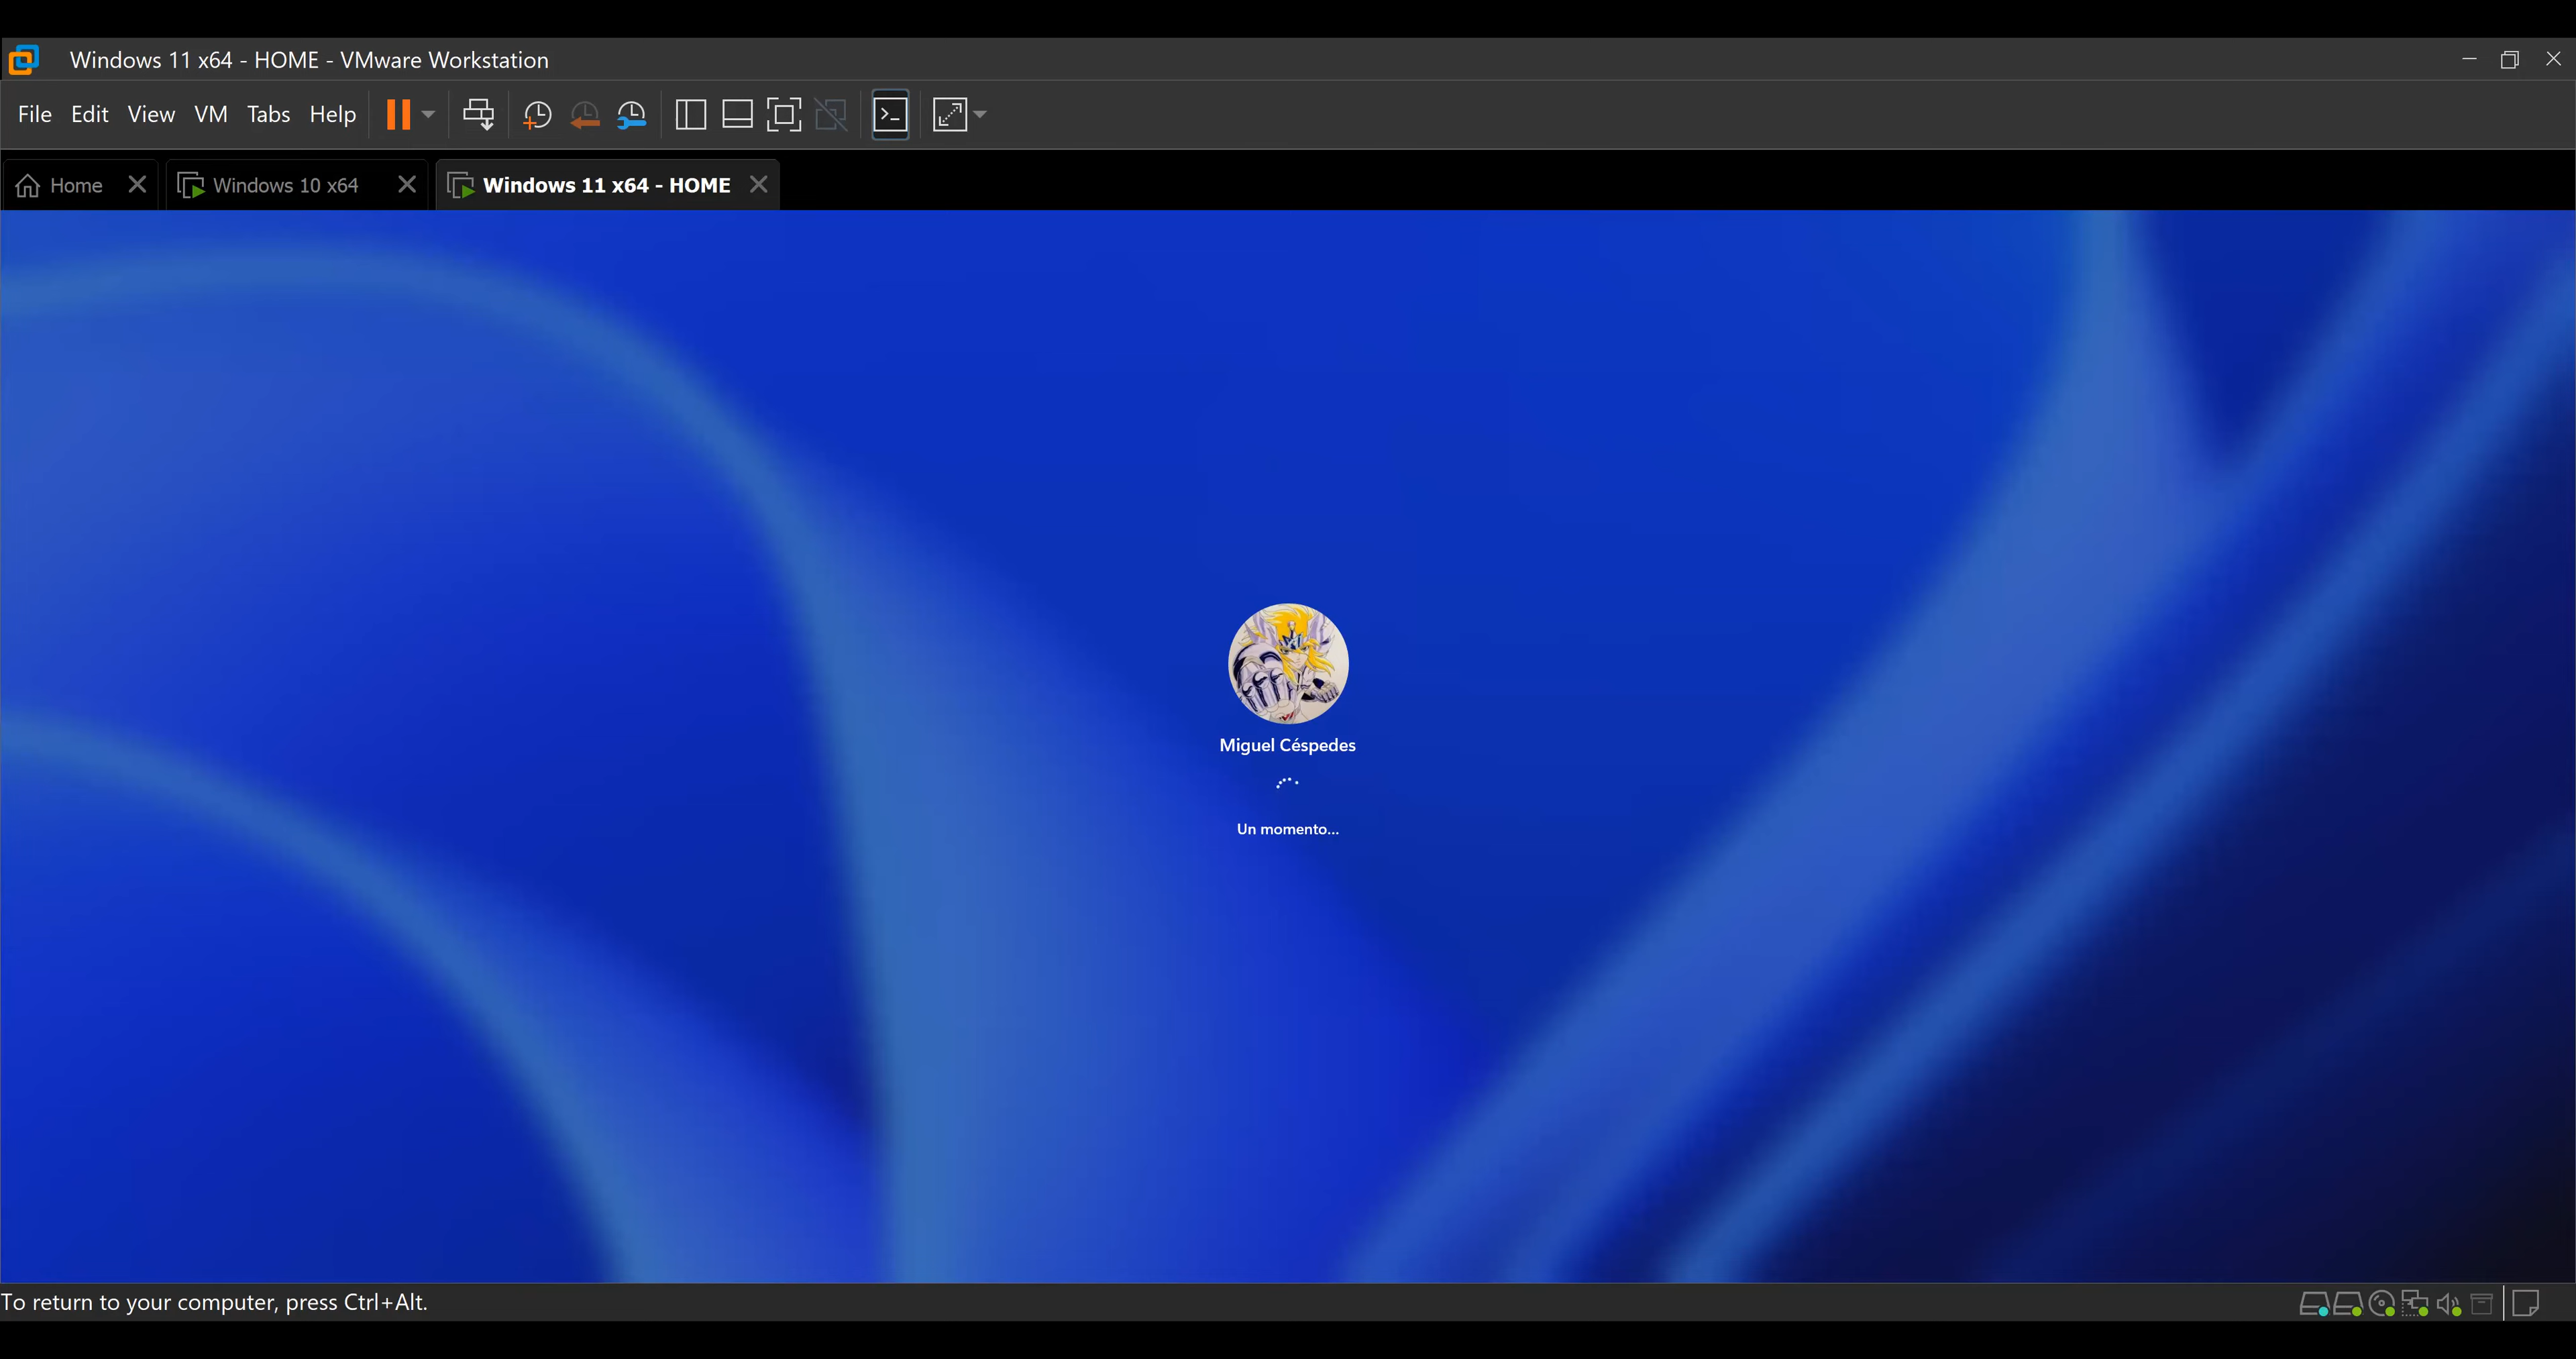 Windows 11 x64 - HOME - VMware Workstation
File Edit View VM Tabs Help
Home Windows 10 x64 Windows 11 x64 - HOME
Miguel Céspedes
Un momento...
To return to your computer, press Ctrl+Alt.